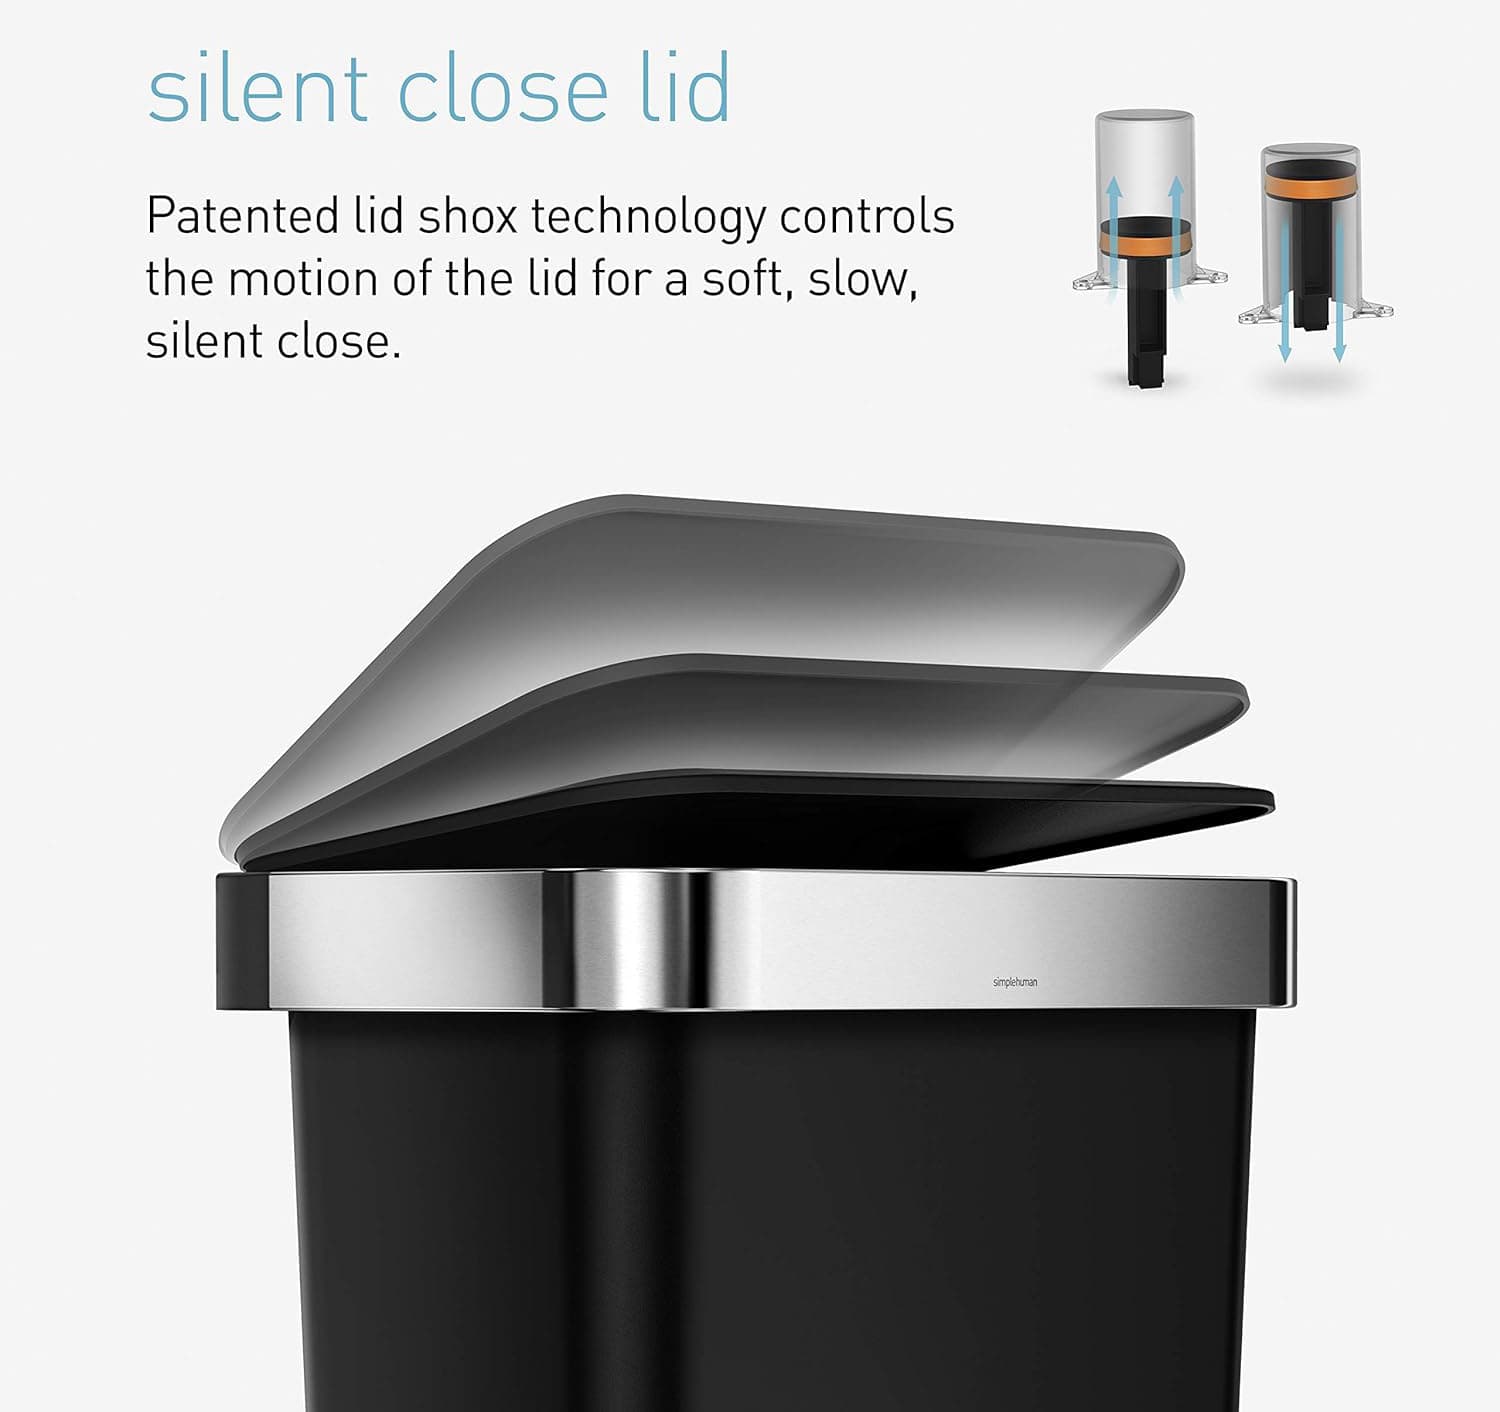 silent close lid
Patented lid shox technology controls
the motion of the lid for a soft, slow,
silent close.
simplehuman